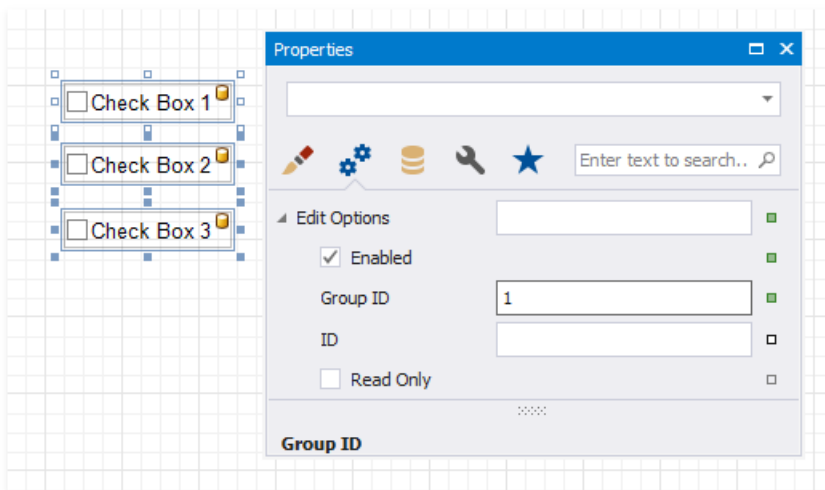 Properties
Check Box 1
Check Box 2
Check Box 3
Enter text to search..
Edit Options
Enabled
Group ID
1
ID
Read Only
Group ID